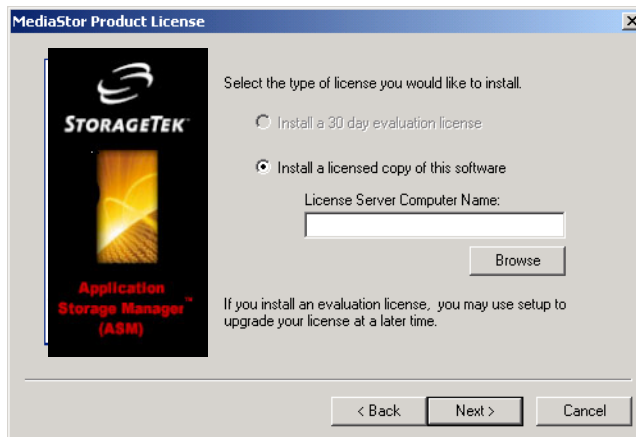 MediaStor Product License
STORAGETEK
Application
Storage Manager™
(ASM)
Select the type of license you would like to install.
Install a 30 day evaluation license
Install a licensed copy of this software
License Server Computer Name:
Browse
If you install an evaluation license, you may use setup to
upgrade your license at a later time.
< Back
Next >
Cancel